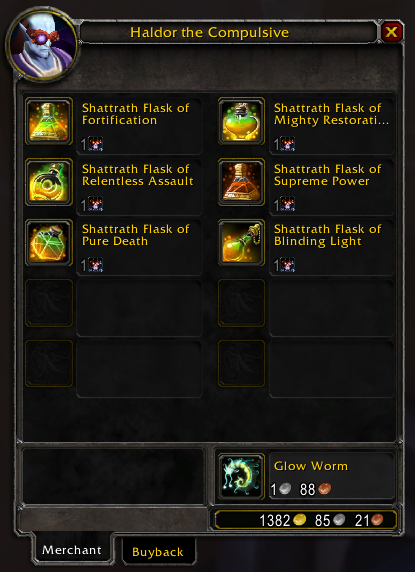 Haldor the Compulsive
Shattrath Flask of
Fortification
1
Shattrath Flask of
Mighty Restorati...
1
Shattrath Flask of
Relentless Assault
1
Shattrath Flask of
Supreme Power
1
Shattrath Flask of
Pure Death
1
Shattrath Flask of
Blinding Light
1
Glow Worm
1 88
1382 85 21
Merchant
Buyback